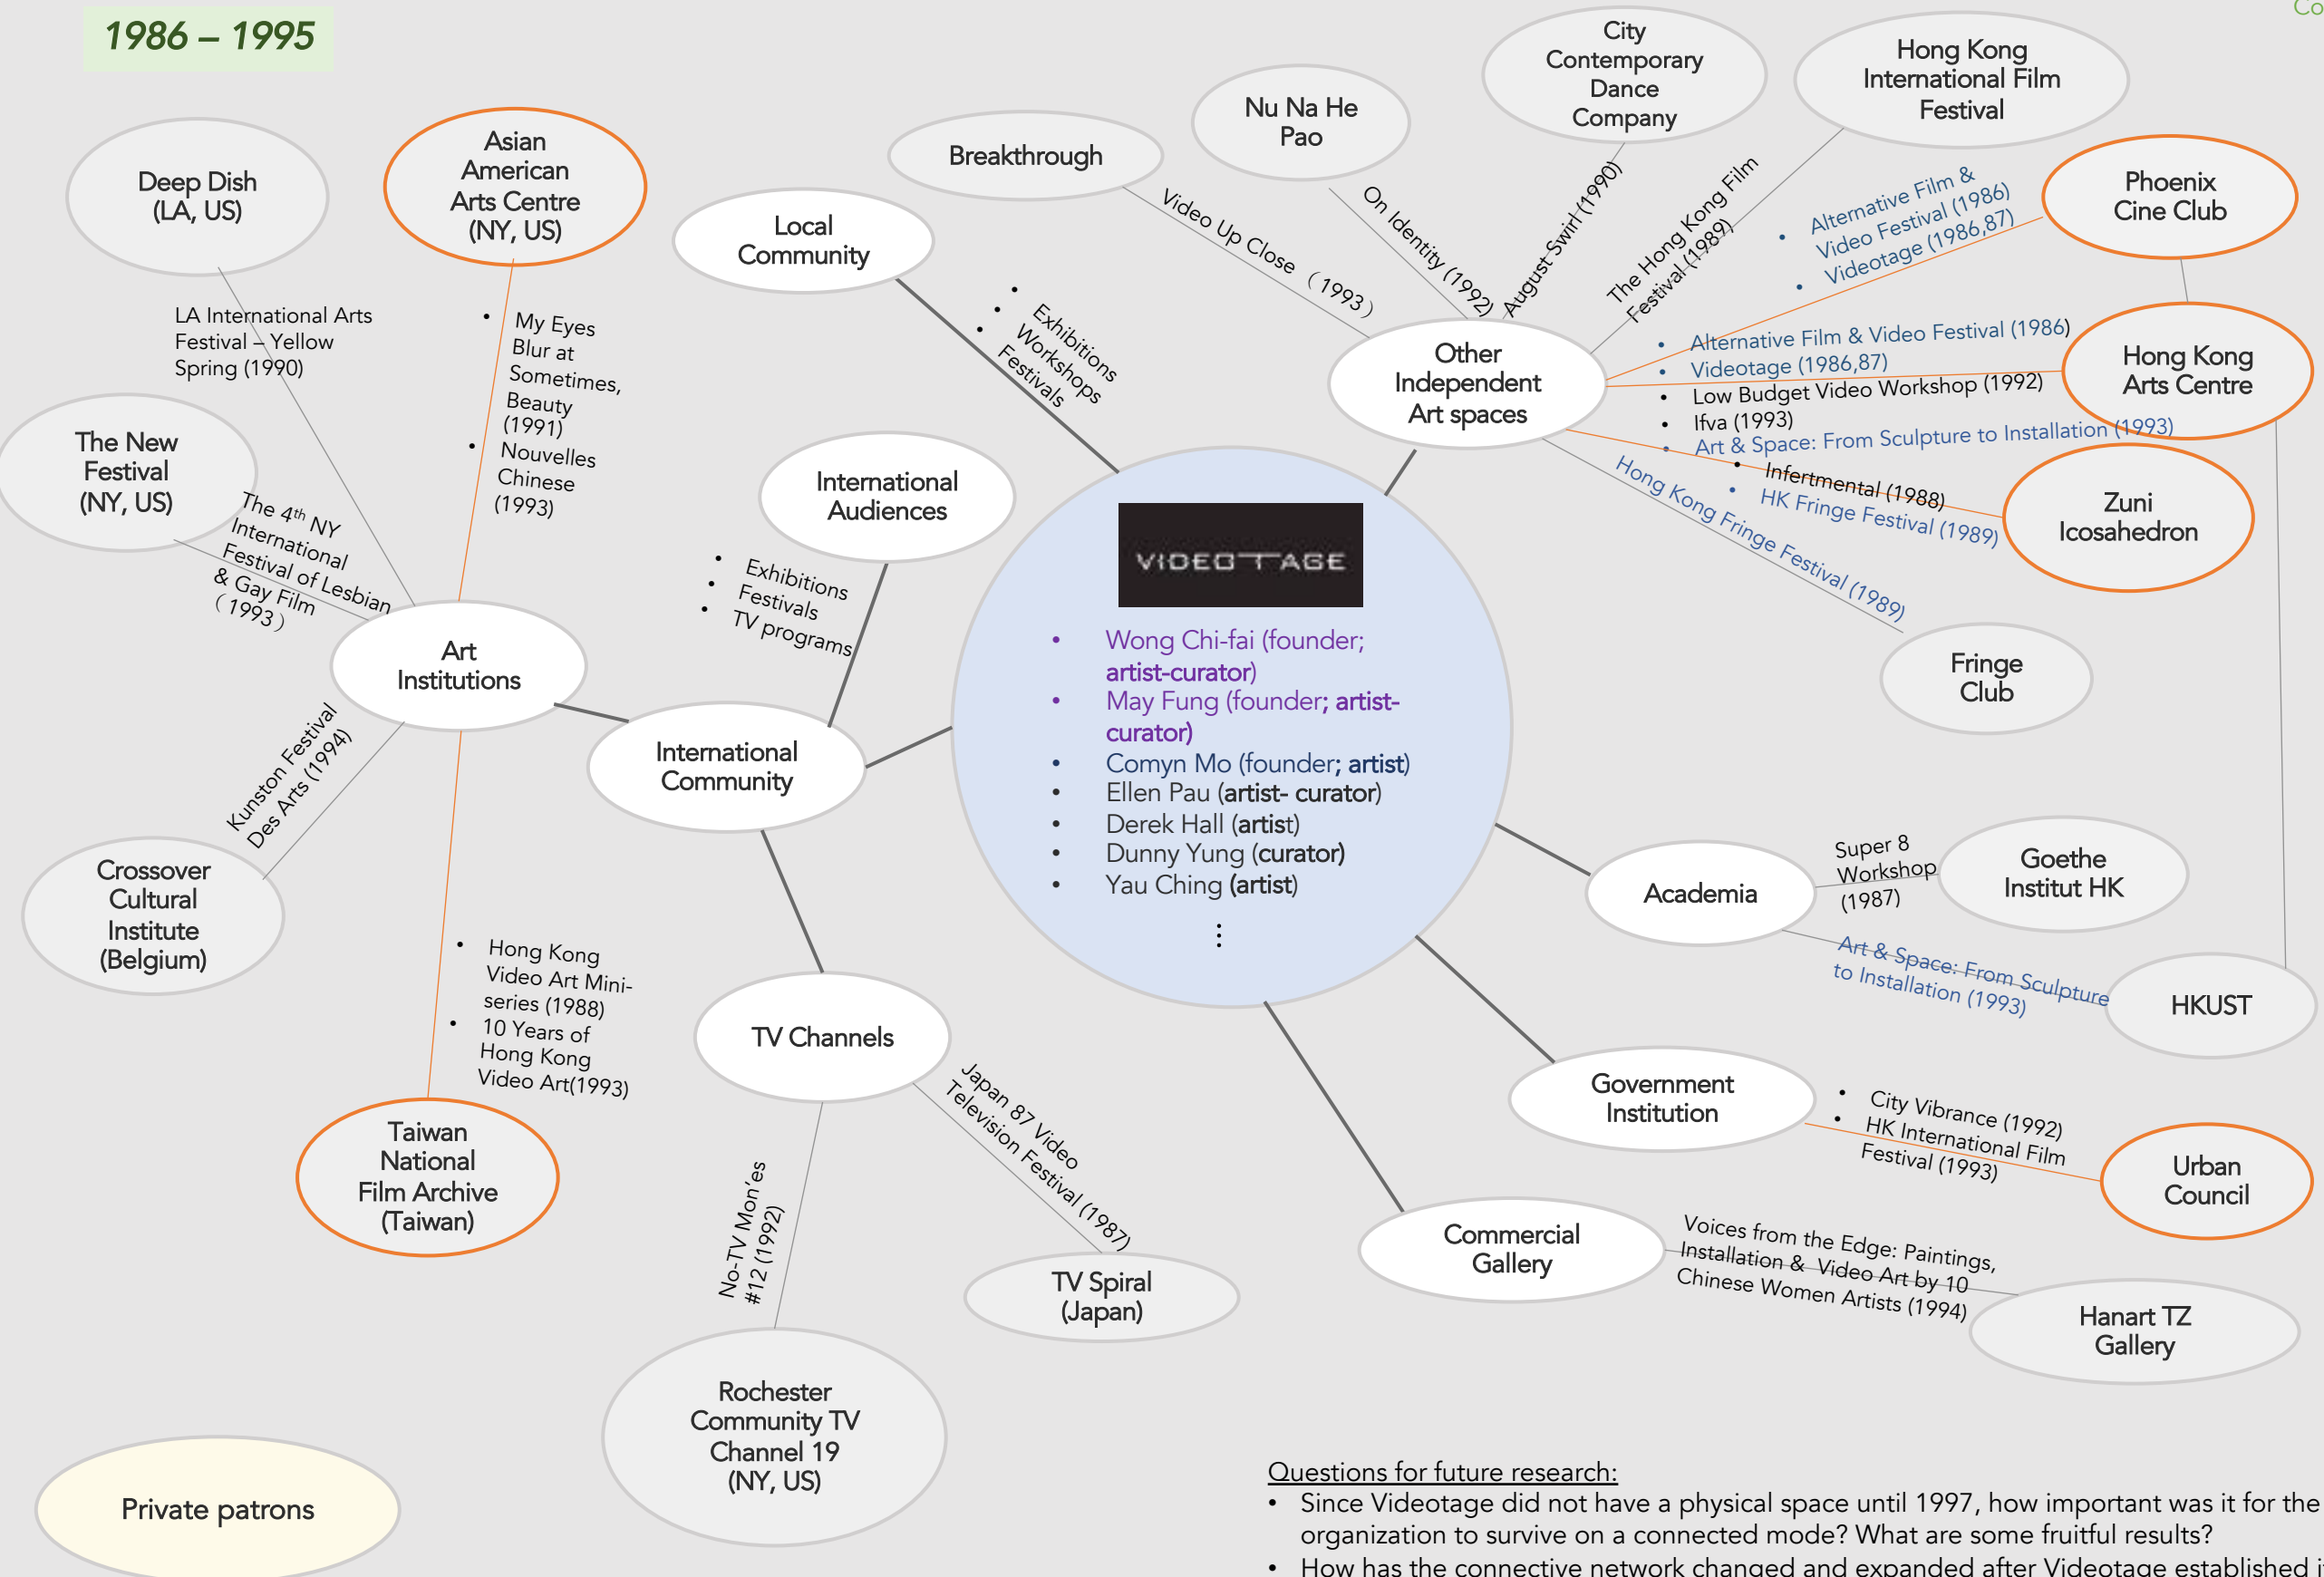 1986 – 1995
Co
Deep Dish
(LA, US)
Asian
American
Arts Centre
(NY, US)
Local
Community
Breakthrough
Nu Na He
Pao
City
Contemporary
Dance
Company
Hong Kong
International Film
Festival
Phoenix
Cine Club
LA International Arts
Festival – Yellow
Spring (1990)
• My Eyes
Blur at
Sometimes,
Beauty
(1991)
• Nouvelles
Chinese
(1993)
• Exhibitions
• Workshops
• Festivals
Video Up Close （1993）
On Identity (1992)
August Swirl (1990)
The Hong Kong Film
Festival (1989)
• Alternative Film &
Video Festival (1986)
• Videotage (1986,87)
Other
Independent
Art spaces
• Alternative Film & Video Festival (1986)
• Videotage (1986,87)
• Low Budget Video Workshop (1992)
• Ifva (1993)
• Art & Space: From Sculpture to Installation (1993)
Hong Kong
Arts Centre
• Infertmental (1988)
• HK Fringe Festival (1989)
Zuni
Icosahedron
Hong Kong Fringe Festival (1989)
Fringe
Club
The New
Festival
(NY, US)
The 4th NY
International
Festival of Lesbian
& Gay Film
（1993）
International
Audiences
• Exhibitions
• Festivals
• TV programs
Art
Institutions
International
Community
VIDEOTAGE
• Wong Chi-fai (founder;
artist-curator)
• May Fung (founder; artist-
curator)
• Comyn Mo (founder; artist)
• Ellen Pau (artist- curator)
• Derek Hall (artist)
• Dunny Yung (curator)
• Yau Ching (artist)
⋮
Kunston Festival
Des Arts (1994)
Crossover
Cultural
Institute
(Belgium)
• Hong Kong
Video Art Mini-
series (1988)
• 10 Years of
Hong Kong
Video Art(1993)
Taiwan
National
Film Archive
(Taiwan)
TV Channels
Japan 87 Video
Television Festival (1987)
No-TV Mon’es
#12 (1992)
TV Spiral
(Japan)
Rochester
Community TV
Channel 19
(NY, US)
Academia
Super 8
Workshop
(1987)
Goethe
Institut HK
Art & Space: From Sculpture
to Installation (1993)
HKUST
Government
Institution
• City Vibrance (1992)
• HK International Film
Festival (1993)
Urban
Council
Commercial
Gallery
Voices from the Edge: Paintings,
Installation & Video Art by 10
Chinese Women Artists (1994)
Hanart TZ
Gallery
Private patrons
Questions for future research:
• Since Videotage did not have a physical space until 1997, how important was it for the
organization to survive on a connected mode? What are some fruitful results?
• How has the connective network changed and expanded after Videotage established